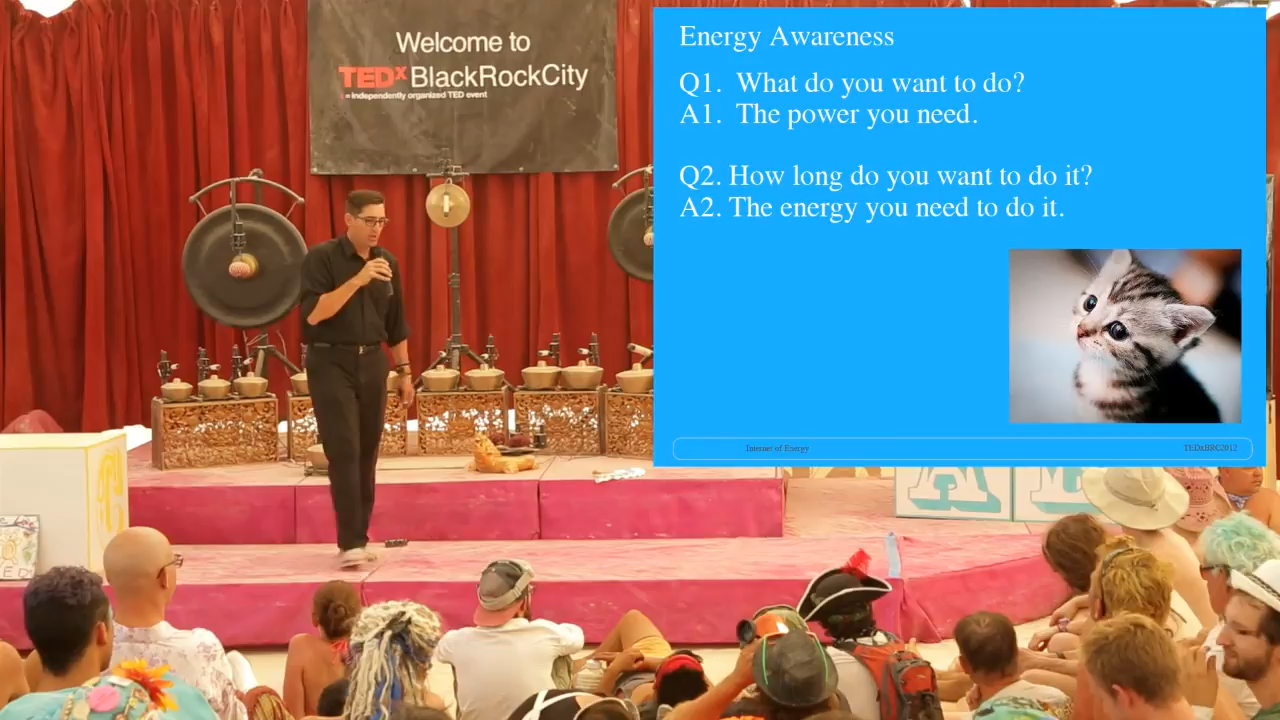 Welcome to
TEDx BlackRockCity
x = independently organized TED event
Energy Awareness
Q1. What do you want to do?
A1. The power you need.
Q2. How long do you want to do it?
A2. The energy you need to do it.
Internet of Energy
TEDxBRC2012